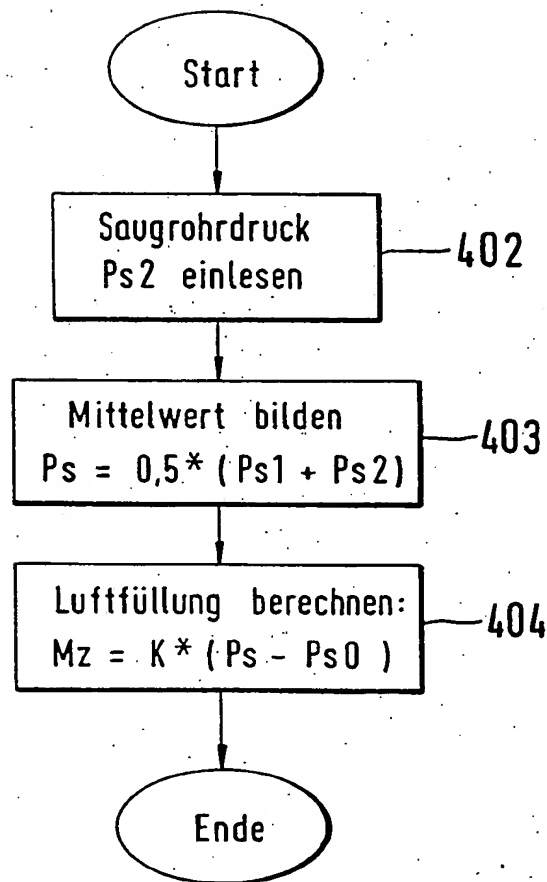 Start
Saugrohrdruck
Ps2 einlesen
402
Mittelwert bilden
Ps = 0,5* (Ps1 + Ps2)
403
Luftfüllung berechnen:
Mz = K* (Ps - Ps0 )
404
Ende